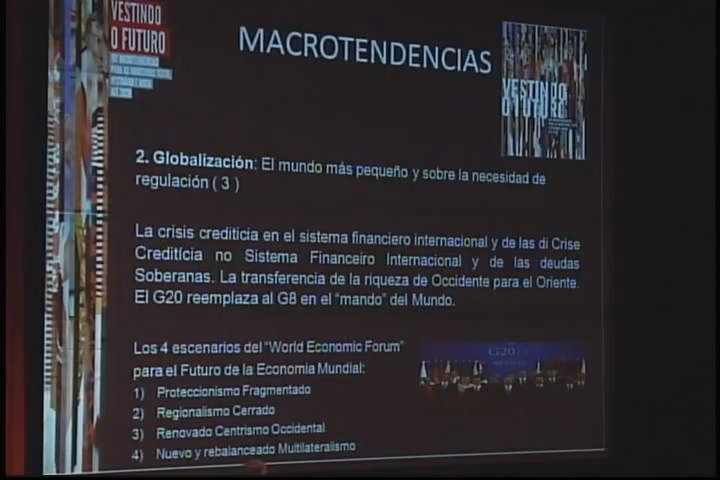 VESTINDO
O FUTURO
MACROTENDENCIAS
VESTINDO
O FUTURO
2. Globalización: El mundo más pequeño y sobre la necesidad de
regulación ( 3 )
La crisis crediticia en el sistema financiero internacional y de las di Crise
Creditícia no Sistema Financeiro Internacional y de las deudas
Soberanas. La transferencia de la riqueza de Occidente para el Oriente.
El G20 reemplaza al G8 en el "mando" del Mundo.
Los 4 escenarios del "World Economic Forum"
para el Futuro de la Economia Mundial:
1) Proteccionismo Fragmentado
2) Regionalismo Cerrado
3) Renovado Centrismo Occidental
4) Nuevo y rebalanceado Multilateralismo
G20